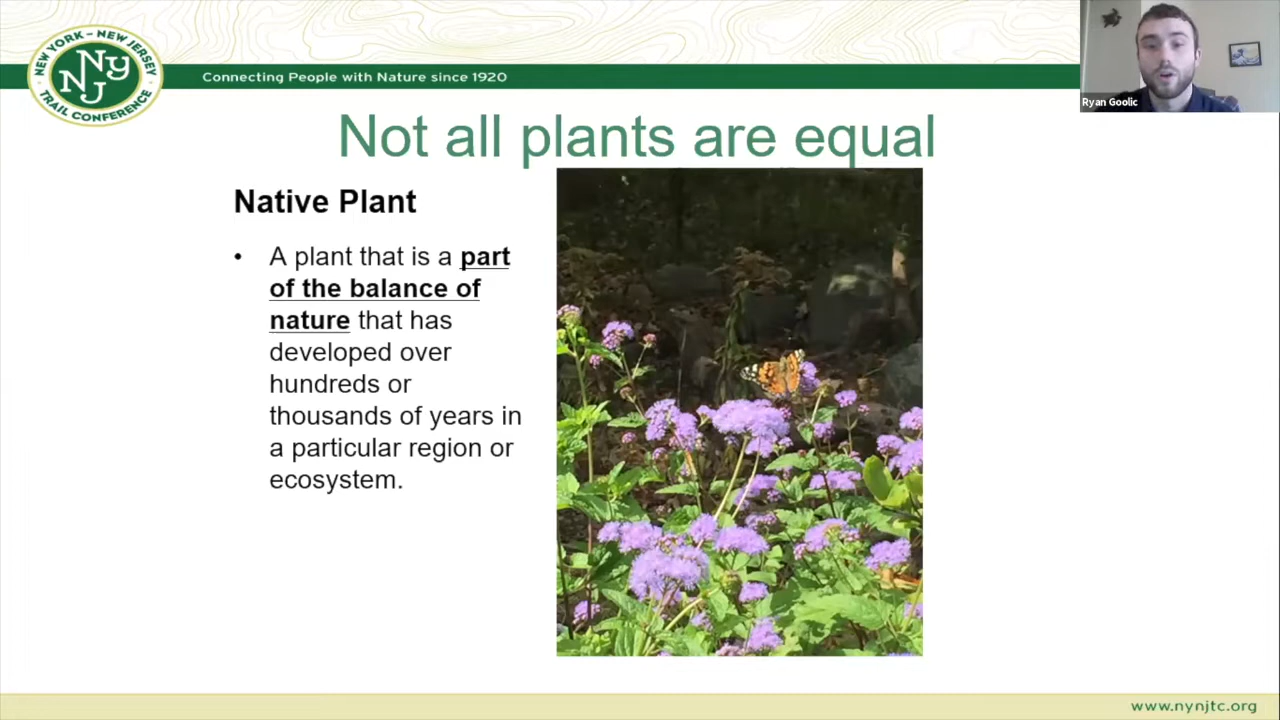 NEW YORK – NEW JERSEY
NNYJ
TRAIL CONFERENCE
Connecting People with Nature since 1920
Ryan Goolic
Not all plants are equal
Native Plant
• A plant that is a part
of the balance of
nature that has
developed over
hundreds or
thousands of years in
a particular region or
ecosystem.
www.nynjtc.org